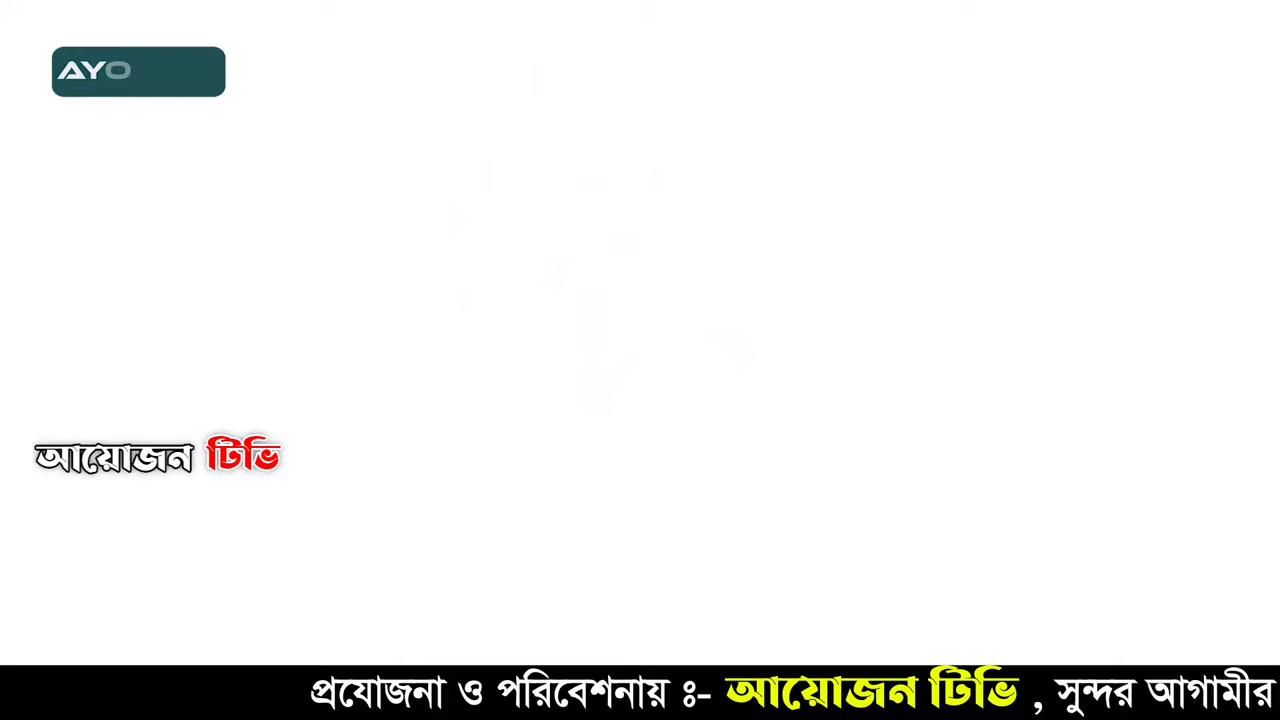 AYO
আয়োজন টিভি
প্রযোজনা ও পরিবেশনায় ঃ- আয়োজন টিভি , সুন্দর আগামীর